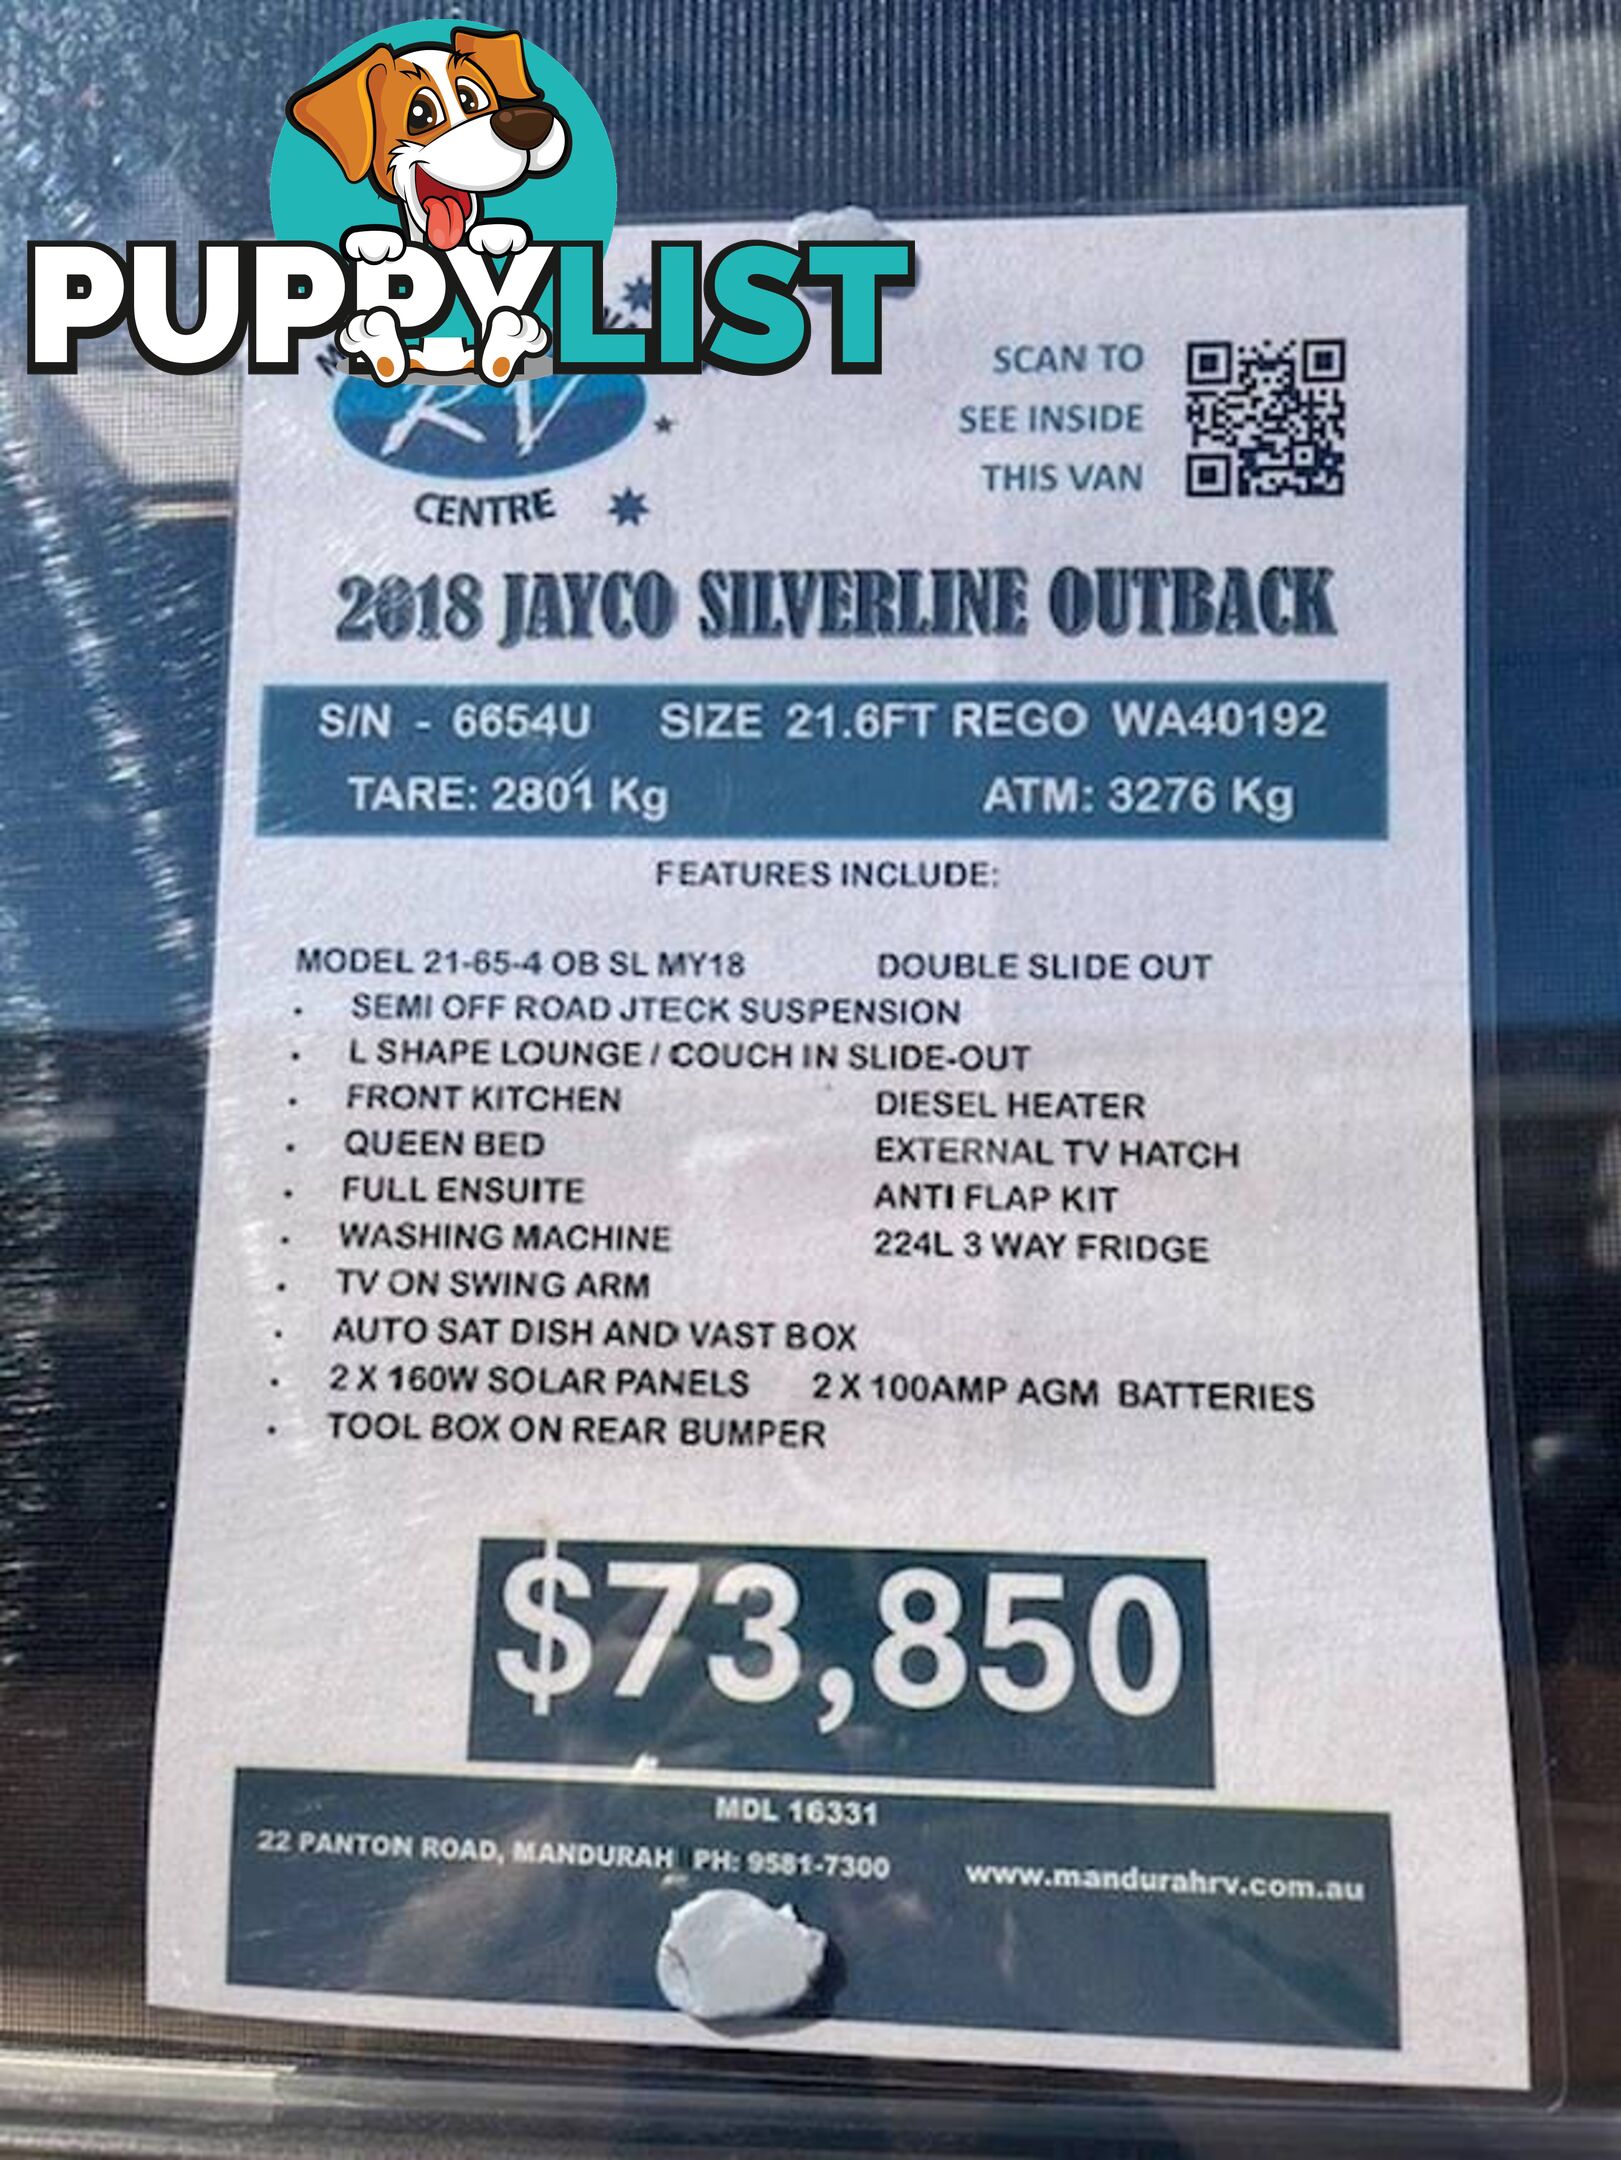 PUPPYLIST
RV
CENTRE
SCAN TO
SEE INSIDE
THIS VAN
2018 JAYCO SILVERLINE OUTBACK
S/N - 6654U SIZE 21.6FT REGO WA40192
TARE: 2801 Kg ATM: 3276 Kg
FEATURES INCLUDE:
MODEL 21-65-4 OB SL MY18 DOUBLE SLIDE OUT
• SEMI OFF ROAD JTECK SUSPENSION
• L SHAPE LOUNGE / COUCH IN SLIDE-OUT
• FRONT KITCHEN DIESEL HEATER
• QUEEN BED EXTERNAL TV HATCH
• FULL ENSUITE ANTI FLAP KIT
• WASHING MACHINE 224L 3 WAY FRIDGE
• TV ON SWING ARM
• AUTO SAT DISH AND VAST BOX
• 2 X 160W SOLAR PANELS 2 X 100AMP AGM BATTERIES
• TOOL BOX ON REAR BUMPER
$73,850
MDL 16331
22 PANTON ROAD, MANDURAH PH: 9581-7300 www.mandurahrv.com.au